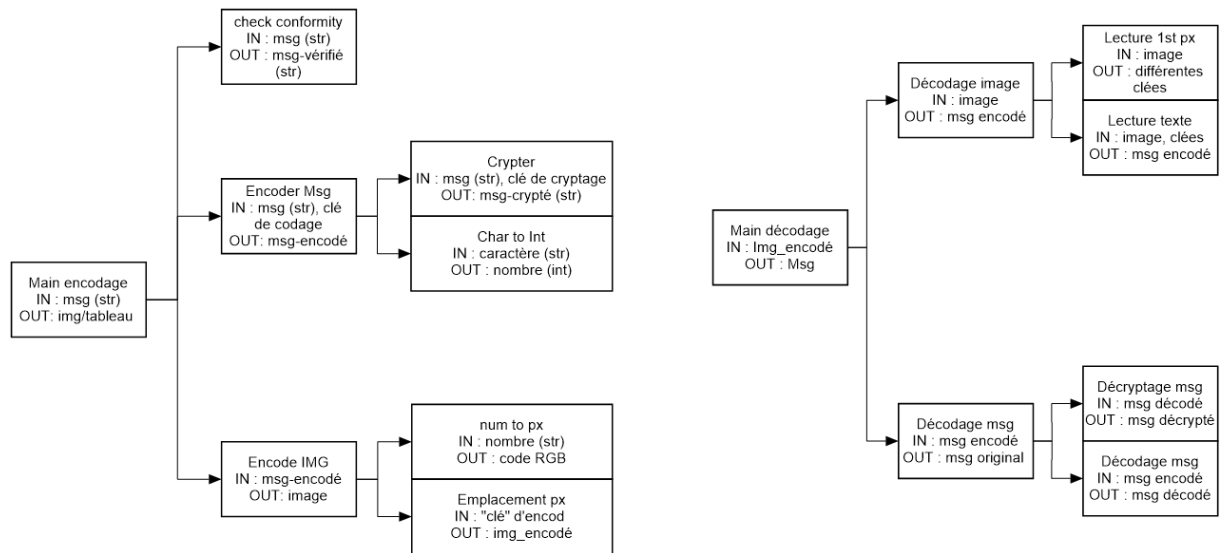 check conformity
IN : msg (str)
OUT : msg-vérifié
(str)
Encoder Msg
IN : msg (str), clé
de codage
OUT: msg-encodé
Crypter
IN : msg (str), clé de cryptage
OUT: msg-crypté (str)
Char to Int
IN : caractère (str)
OUT : nombre (int)
Main encodage
IN : msg (str)
OUT: img/tableau
Encode IMG
IN : msg-encodé
OUT: image
num to px
IN : nombre (str)
OUT : code RGB
Emplacement px
IN : "clé" d'encod
OUT : img_encodé
Lecture 1st px
IN : image
OUT : différentes
clées
Décodage image
IN : image
OUT : msg encodé
Lecture texte
IN : image, clées
OUT : msg encodé
Main décodage
IN : Img_encodé
OUT : Msg
Décodage msg
IN : msg encodé
OUT : msg original
Décryptage msg
IN : msg décodé
OUT : msg décrypté
Décodage msg
IN : msg encodé
OUT : msg décodé